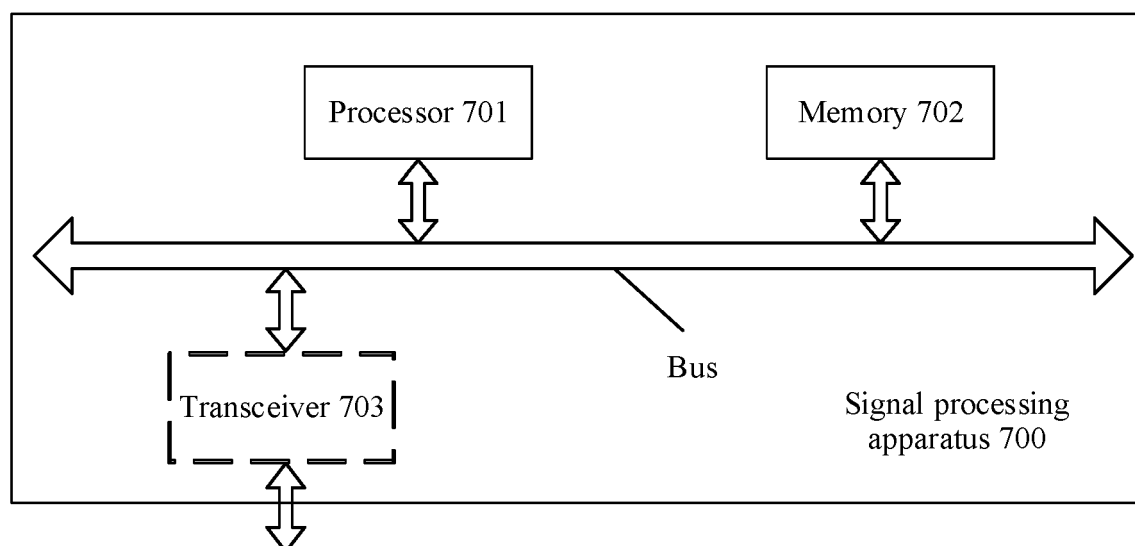 Processor 701
Memory 702
Bus
Transceiver 703
Signal processing
apparatus 700